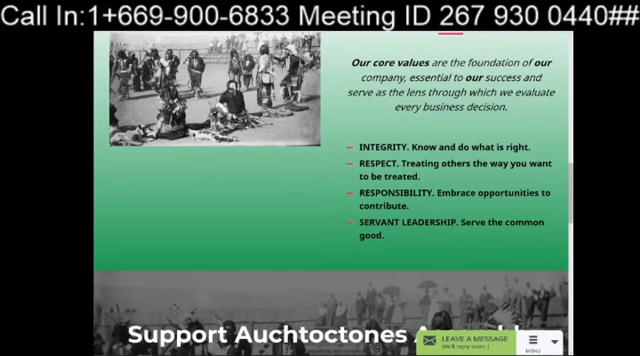 Call In:1+669-900-6833 Meeting ID 267 930 0440##
Our core values are the foundation of our
company, essential to our success and
serve as the lens through which we evaluate
every business decision.
INTEGRITY. Know and do what is right.
RESPECT. Treating others the way you want
to be treated.
RESPONSIBILITY. Embrace opportunities to
contribute.
SERVANT LEADERSHIP. Serve the common
good.
Support Auchtoctones
LEAVE A MESSAGE
We'll reply soon :)
MENU